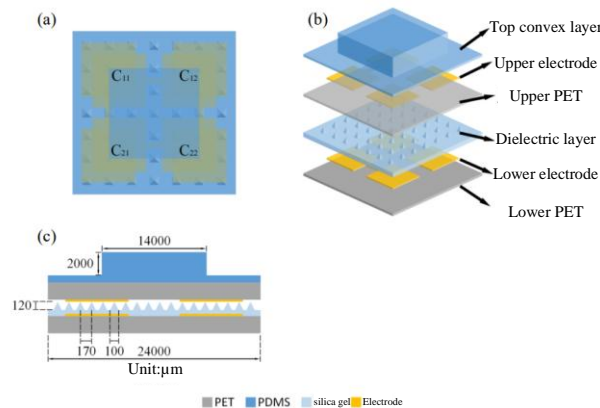 (a)
C11 C12
C21 C22
(b)
Top convex layer
Upper electrode
Upper PET
Dielectric layer
Lower electrode
Lower PET
(c)
14000
2000
120
170 100 24000
Unit:µm
PET PDMS silica gel Electrode